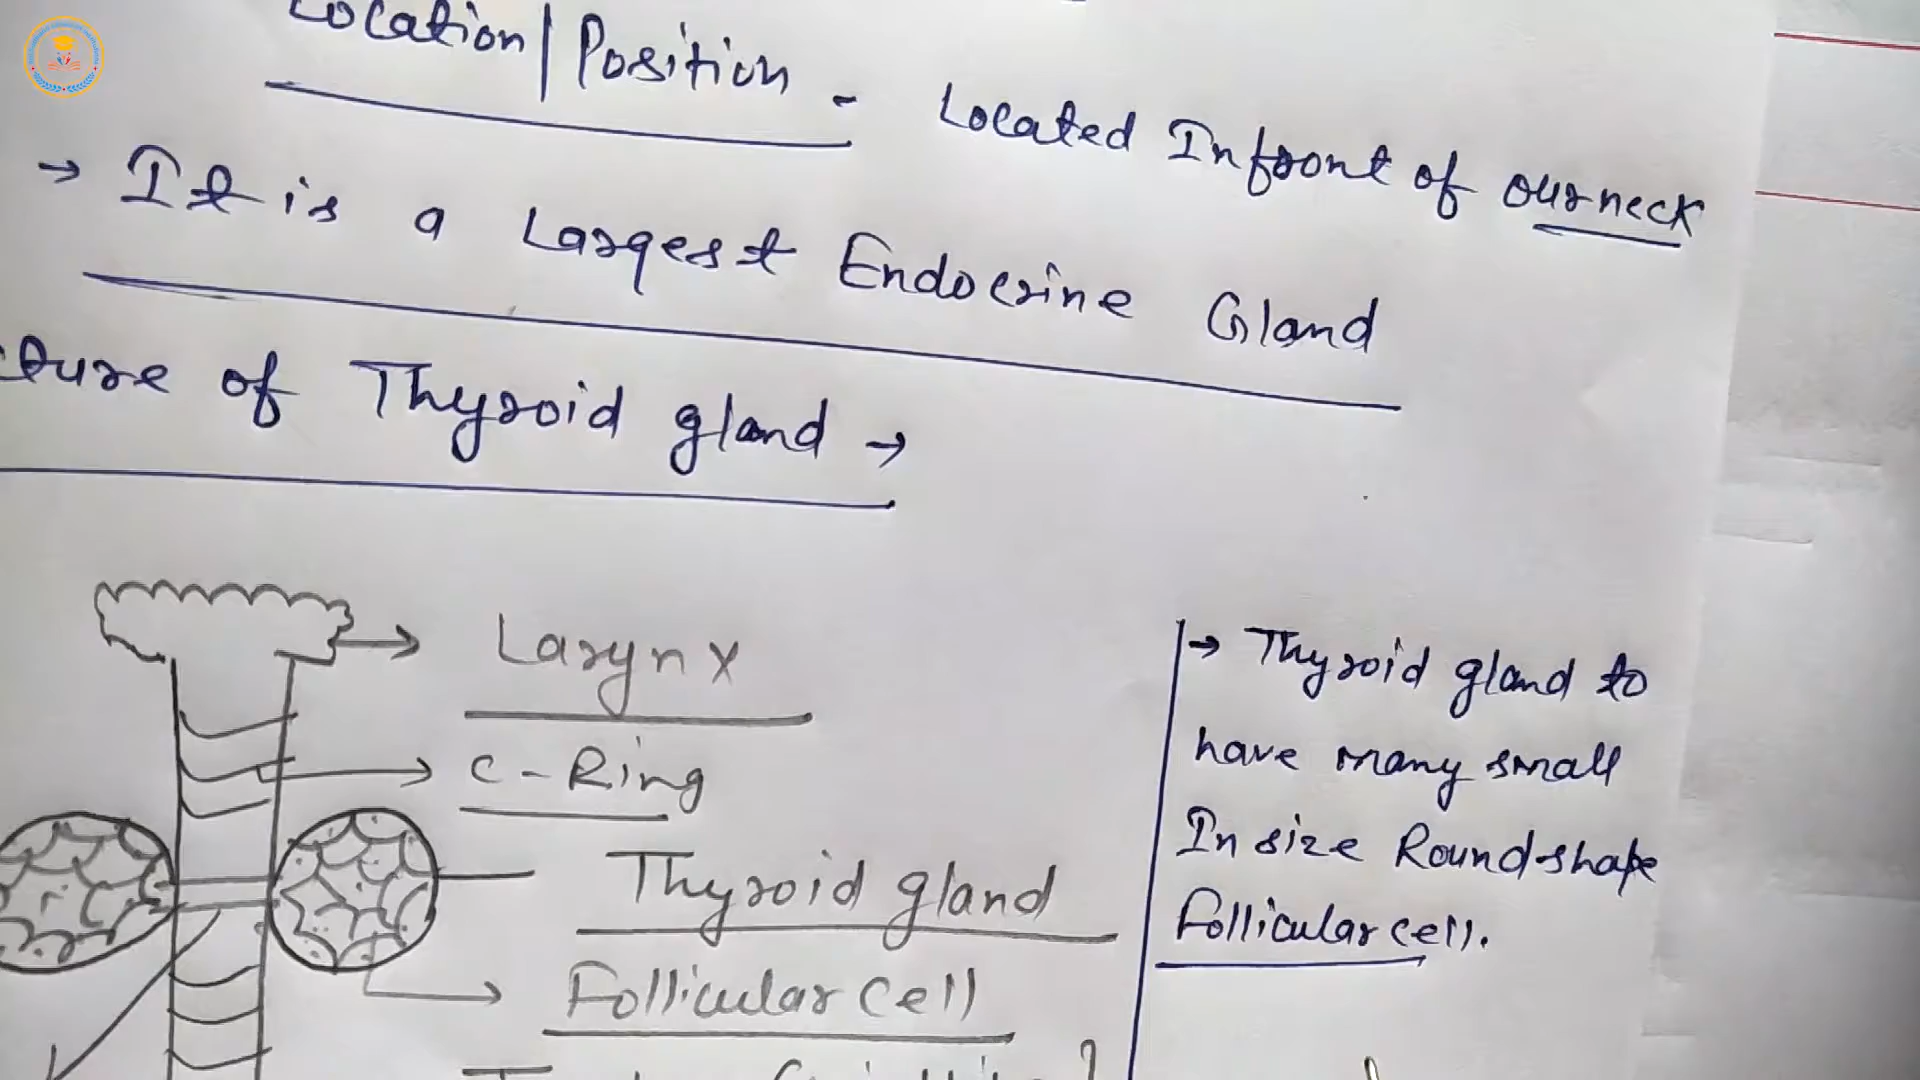 Location/Position - Located Infront of our neck
→ It is a Largest Endocrine Gland
cture of Thyroid gland →
Larynx
C-Ring
Thyroid gland
Follicular cell
→ Thyroid gland to
have many small
In size Round shape
Follicular cell.